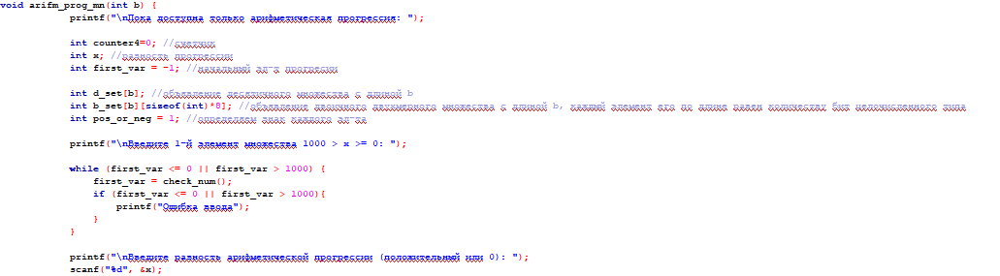 void arifm_prog_mn(int b) {
printf("\nПока доступна только арифметическая прогрессия: ");
int counter4=0; //счетчик
int x; //разность прогрессии
int first_var = -1; //начальный эл-т прогресии
int d_set[b]; //объявление десятичного множества с длиной b
int b_set[b][sizeof(int)*8]; //объявление двоичного двухмерного множества с длиной b, каждый элемент его по длине равен количеству бит целочисленного типа
int pos_or_neg = 1; //определяем знак каждого эл-та
printf("\nВведите 1-й элемент множества 1000 > x >= 0: ");
while (first_var <= 0 || first_var > 1000) {
first_var = check_num();
if (first_var <= 0 || first_var > 1000){
printf("Ошибка ввода");
}
}
printf("\nВведите разность арифметической прогрессии (положительный или 0): ");
scanf("%d", &x);